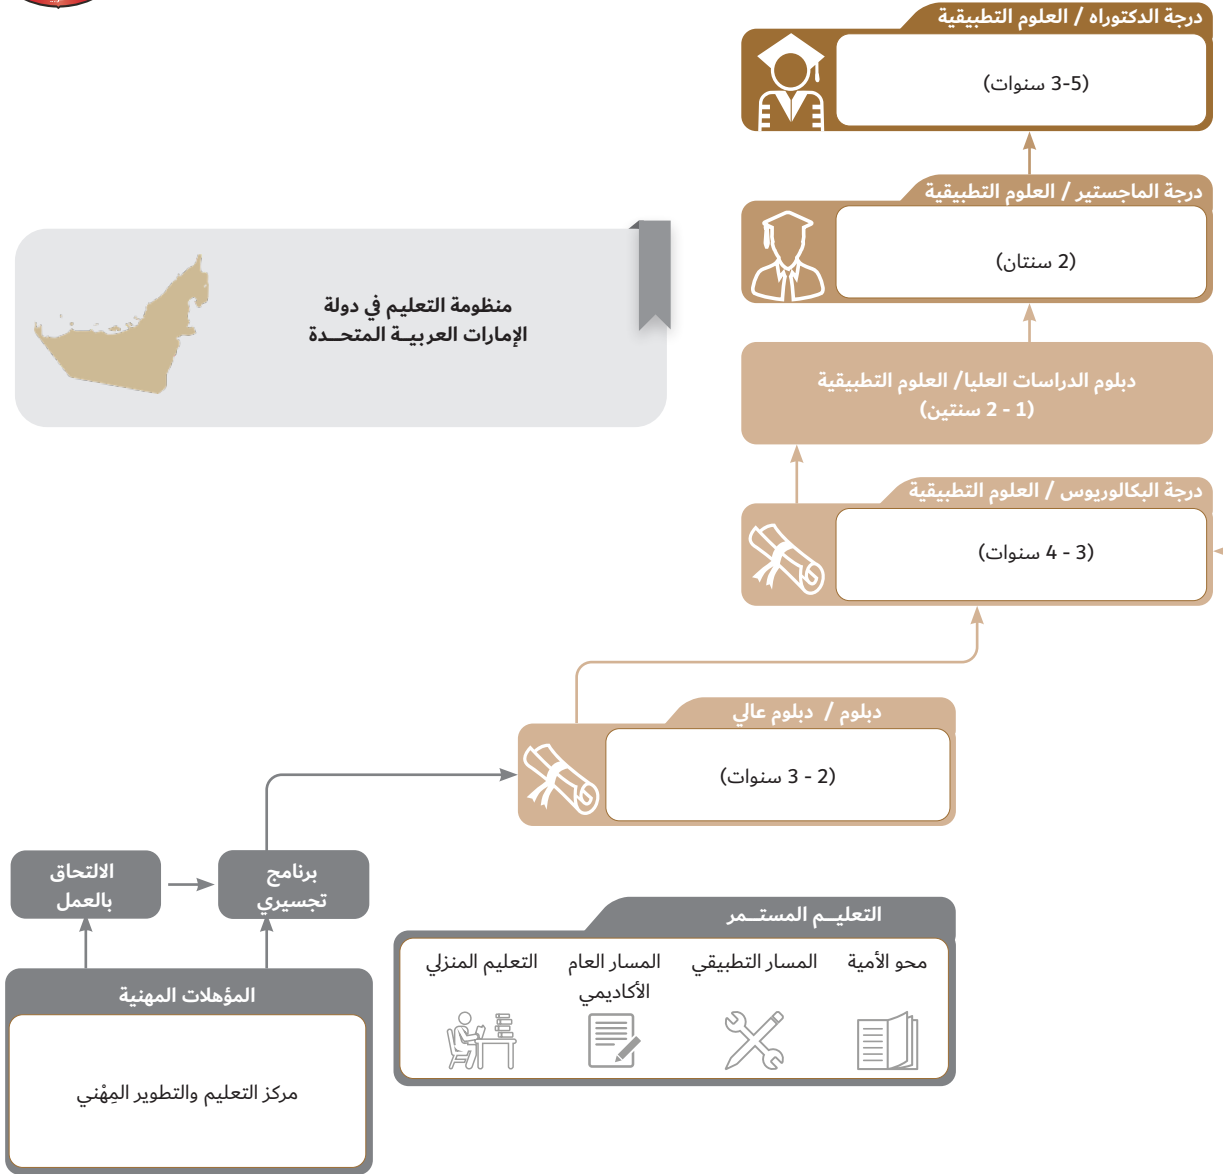 درجة الدكتوراه / العلوم التطبيقية
(3-5 سنوات)
درجة الماجستير / العلوم التطبيقية
(2 سنتان)
منظومة التعليم في دولة
الإمارات العربيــة المتحــدة
دبلوم الدراسات العليا/ العلوم التطبيقية
(1 - 2 سنتين)
درجة البكالوريوس / العلوم التطبيقية
(3 - 4 سنوات)
دبلوم / دبلوم عالي
(2 - 3 سنوات)
برنامج
تجسيري
الالتحاق
بالعمل
التعليــم المستــمر
محو الأمية
المسار التطبيقي
المسار العام
الأكاديمي
التعليم المنزلي
المؤهلات المهنية
مركز التعليم والتطوير المِهْني